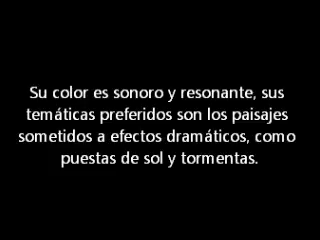 Su color es sonoro y resonante, sus
temáticas preferidos son los paisajes
sometidos a efectos dramáticos, como
puestas de sol y tormentas.